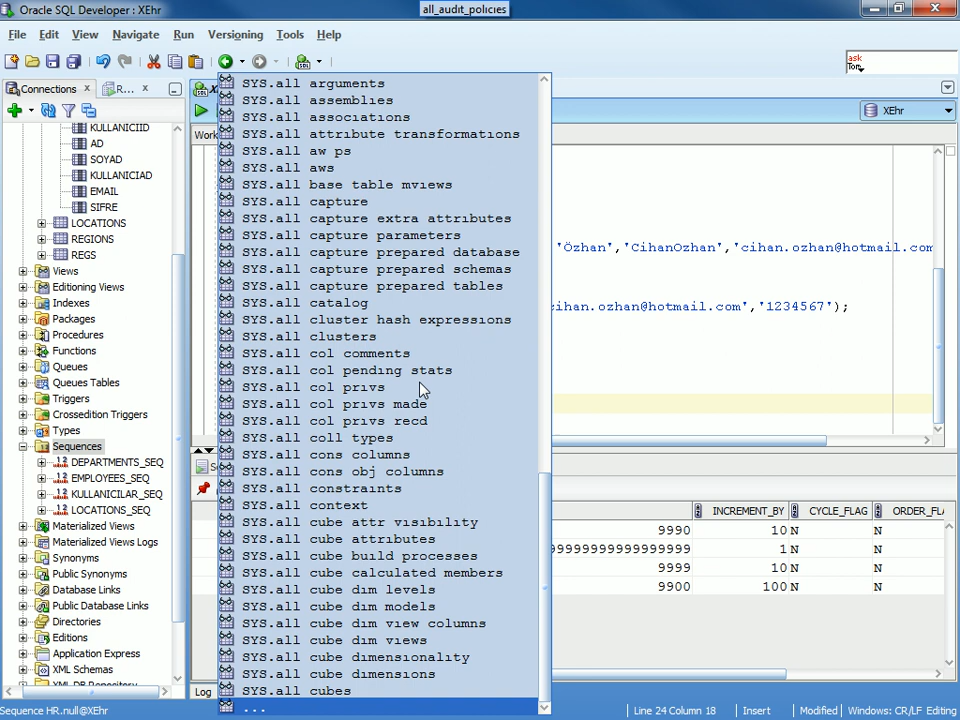 Oracle SQL Developer : XEhr
all_audit_policies
File Edit View Navigate Run Versioning Tools Help
ask
Tom
Connections
R...
XEhr
Work
KULLANICIID
AD
SOYAD
KULLANICIAD
EMAIL
SIFRE
LOCATIONS
REGIONS
REGS
Views
Editioning Views
Indexes
Packages
Procedures
Functions
Queues
Queues Tables
Triggers
Crossedition Triggers
Types
Sequences
DEPARTMENTS_SEQ
EMPLOYEES_SEQ
KULLANICILAR_SEQ
LOCATIONS_SEQ
Materialized Views
Materialized Views Logs
Synonyms
Public Synonyms
Database Links
Public Database Links
Directories
Editions
Application Express
XML Schemas
XML DB Repository
SYS.all arguments
SYS.all assemblies
SYS.all associations
SYS.all attribute transformations
SYS.all aw ps
SYS.all aws
SYS.all base table mviews
SYS.all capture
SYS.all capture extra attributes
SYS.all capture parameters
SYS.all capture prepared database
SYS.all capture prepared schemas
SYS.all capture prepared tables
SYS.all catalog
SYS.all cluster hash expressions
SYS.all clusters
SYS.all col comments
SYS.all col pending stats
SYS.all col privs
SYS.all col privs made
SYS.all col privs recd
SYS.all coll types
SYS.all cons columns
SYS.all cons obj columns
SYS.all constraints
SYS.all context
SYS.all cube attr visibility
SYS.all cube attributes
SYS.all cube build processes
SYS.all cube calculated members
SYS.all cube dim levels
SYS.all cube dim models
SYS.all cube dim view columns
SYS.all cube dim views
SYS.all cube dimensionality
SYS.all cube dimensions
SYS.all cubes
...
'Özhan','CihanOzhan','cihan.ozhan@hotmail.com
cihan.ozhan@hotmail.com','1234567');
INCREMENT_BY CYCLE_FLAG ORDER_FLA
9990 10 N N
99999999999999999 1 N N
9999 10 N N
9900 100 N N
Log
Sequence HR.null@XEhr
Line 24 Column 18 Insert Modified Windows: CR/LF Editing